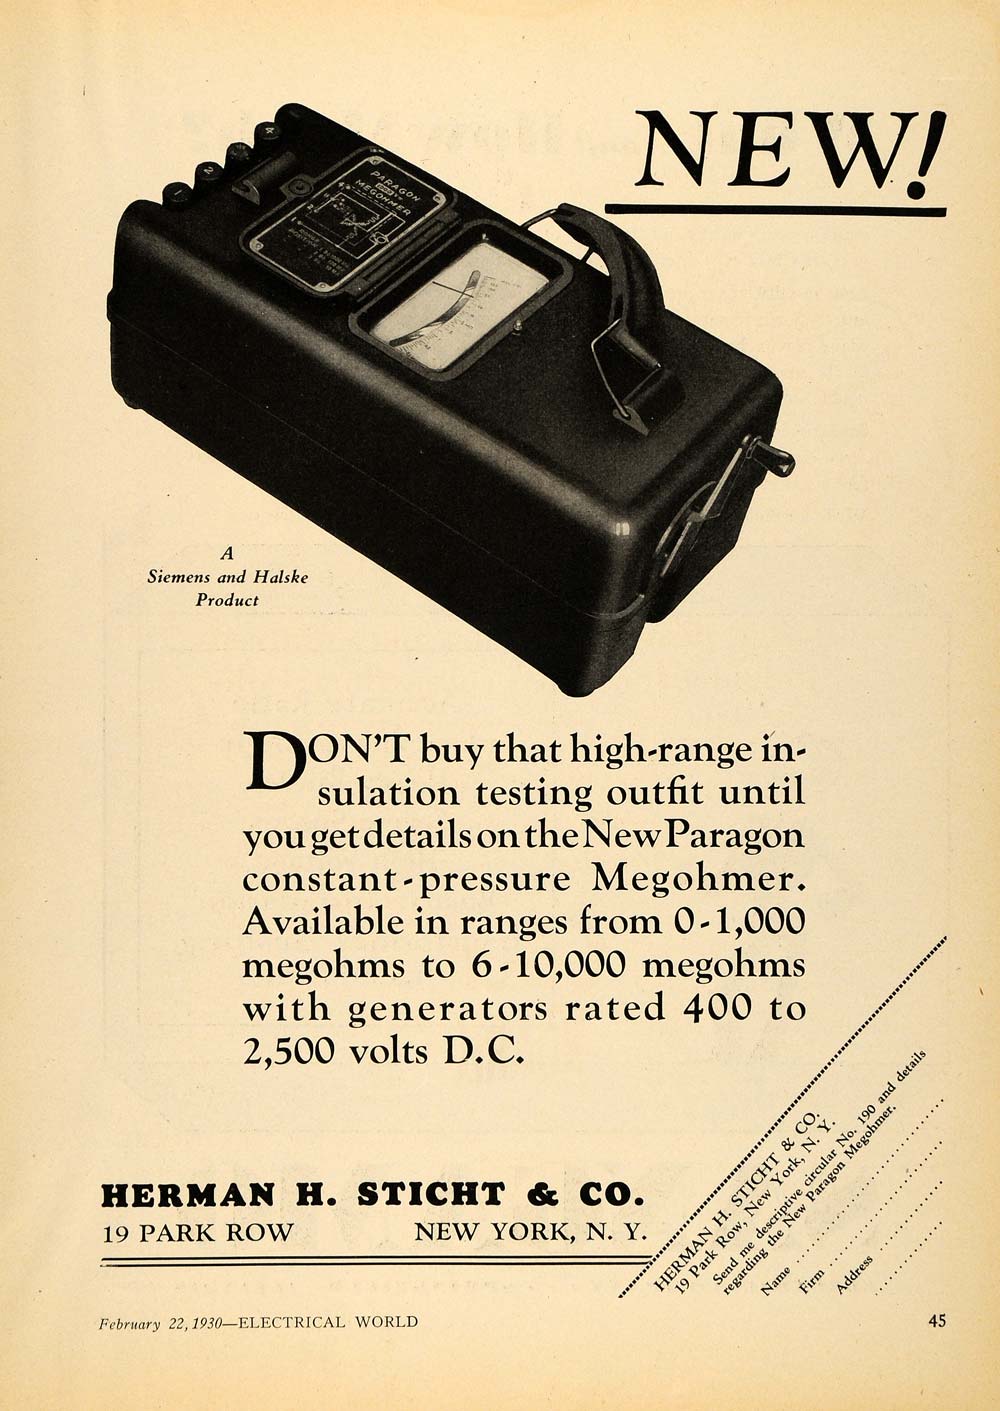 NEW!
4
2
1
PARAGON
MEGOHMER
A
Siemens and Halske
Product
DON'T buy that high-range in-
sulation testing outfit until
you get details on the New Paragon
constant-pressure Megohmer.
Available in ranges from 0-1,000
megohms to 6-10,000 megohms
with generators rated 400 to
2,500 volts D.C.
HERMAN H. STICHT & CO.
19 PARK ROW NEW YORK, N. Y.
HERMAN H. STICHT & CO.
19 Park Row, New York, N. Y.
Send me descriptive circular No. 190 and details
regarding the New Paragon Megohmer.
Name
Firm
Address
February 22, 1930—ELECTRICAL WORLD
45